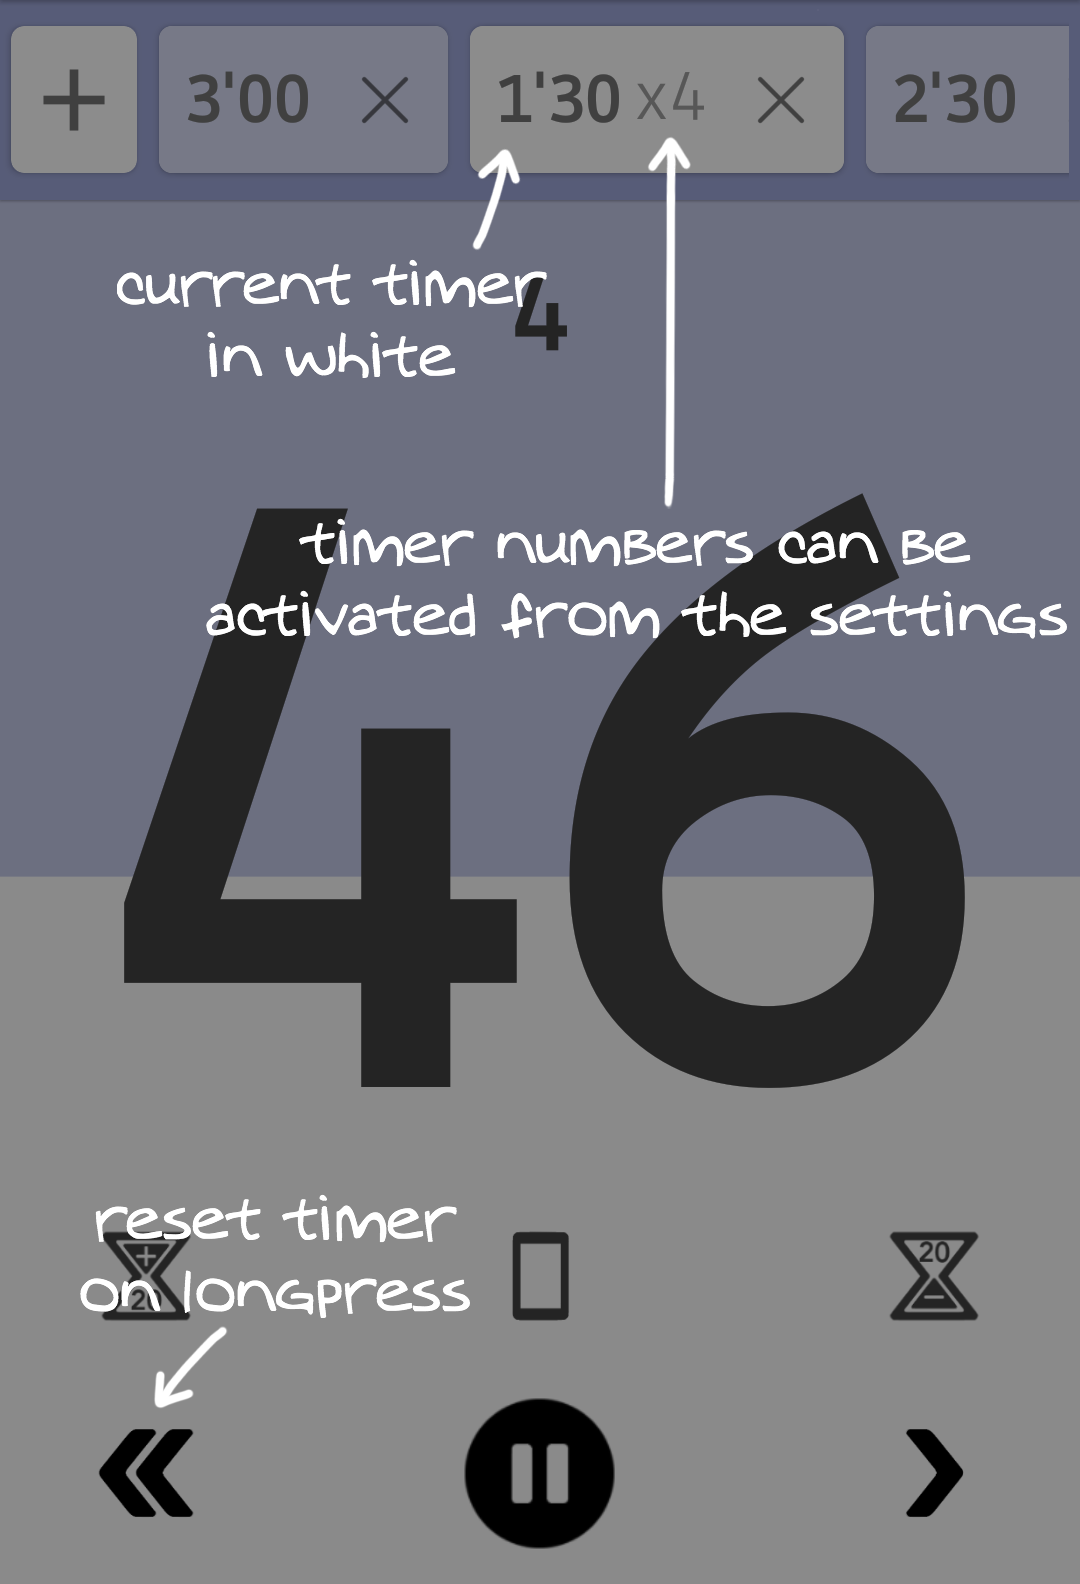 3'00
1'30 x4
2'30
current timer
in white
4
timer numbers can be
activated from the settings
46
reset timer
on longpress
+
20
20
−